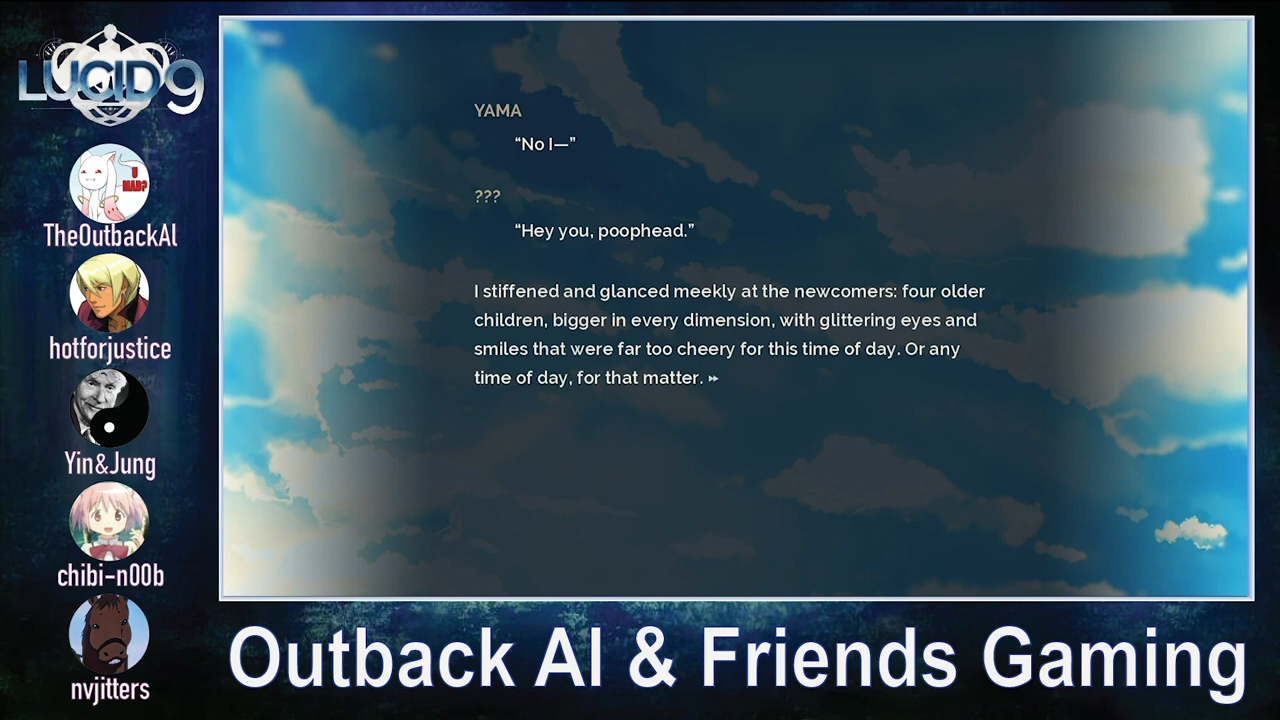 LUCID9
U
MAD?
TheOutbackAl
hotforjustice
Yin&Jung
chibi-n00b
nvjitters
YAMA
“No I—”
???
“Hey you, poophead.”
I stiffened and glanced meekly at the newcomers: four older
children, bigger in every dimension, with glittering eyes and
smiles that were far too cheery for this time of day. Or any
time of day, for that matter.
Outback Al & Friends Gaming